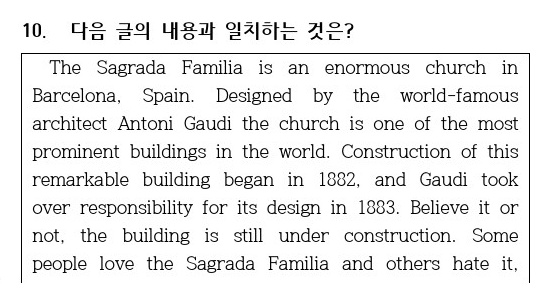 10. 다음 글의 내용과 일치하는 것은?
The Sagrada Familia is an enormous church in
Barcelona, Spain. Designed by the world-famous
architect Antoni Gaudi the church is one of the most
prominent buildings in the world. Construction of this
remarkable building began in 1882, and Gaudi took
over responsibility for its design in 1883. Believe it or
not, the building is still under construction. Some
people love the Sagrada Familia and others hate it,